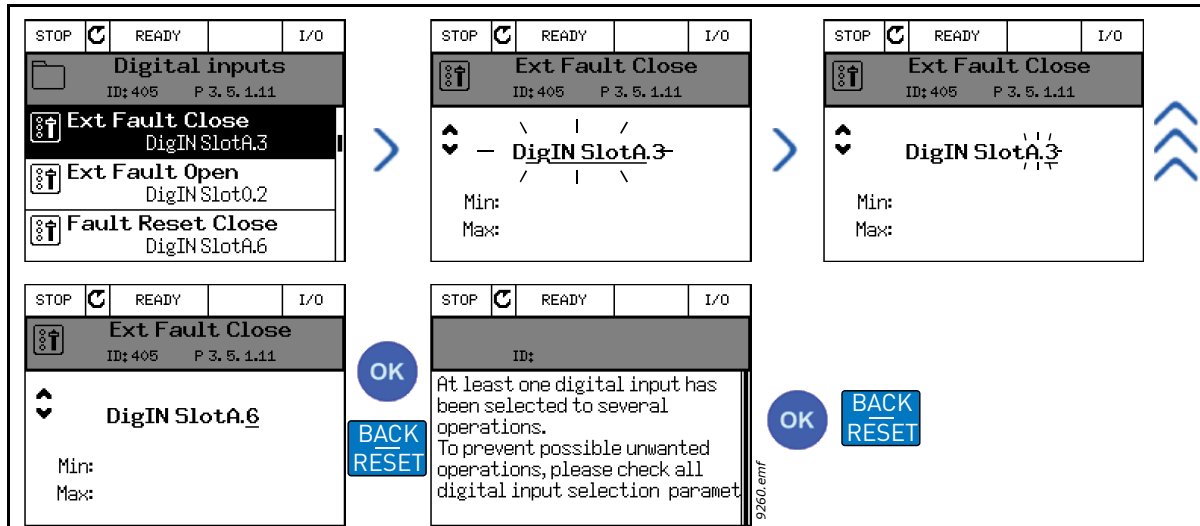 STOP READY I/O
Digital inputs
ID: 405 P 3. 5. 1.11
Ext Fault Close
DigIN SlotA.3
Ext Fault Open
DigIN Slot0.2
Fault Reset Close
DigIN SlotA.6
STOP READY I/O
Ext Fault Close
ID: 405 P 3. 5. 1.11
DigIN SlotA.3
Min:
Max:
STOP READY I/O
Ext Fault Close
ID: 405 P 3. 5. 1.11
DigIN SlotA.3
Min:
Max:
STOP READY I/O
Ext Fault Close
ID: 405 P 3. 5. 1.11
DigIN SlotA.6
Min:
Max:
OK
BACK
RESET
STOP READY I/O
ID:
At least one digital input has
been selected to several
operations.
To prevent possible unwanted
operations, please check all
digital input selection paramet
OK
BACK
RESET
9260.emf